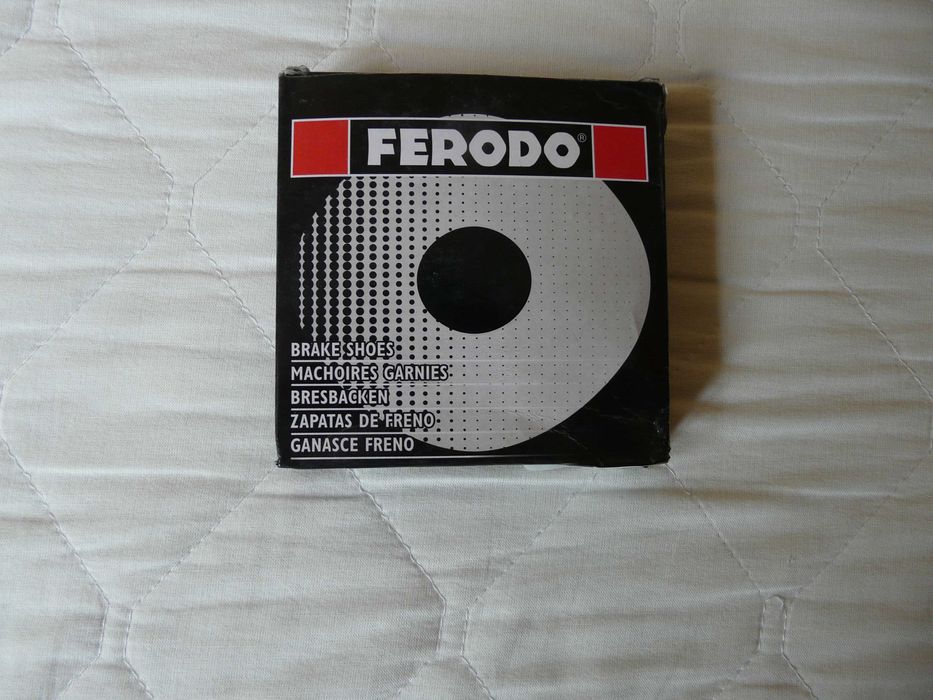 FERODO®
BRAKE SHOES
MACHOIRES GARNIES
BRESBACKEN
ZAPATAS DE FRENO
GANASCE FRENO